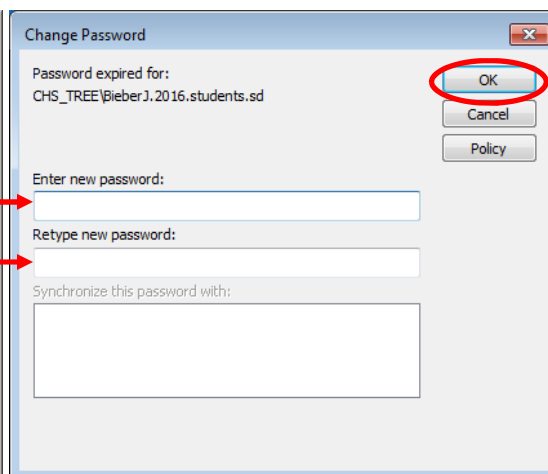 Change Password
Password expired for:
CHS_TREE\BieberJ.2016.students.sd
OK
Cancel
Policy
Enter new password:
Retype new password:
Synchronize this password with: